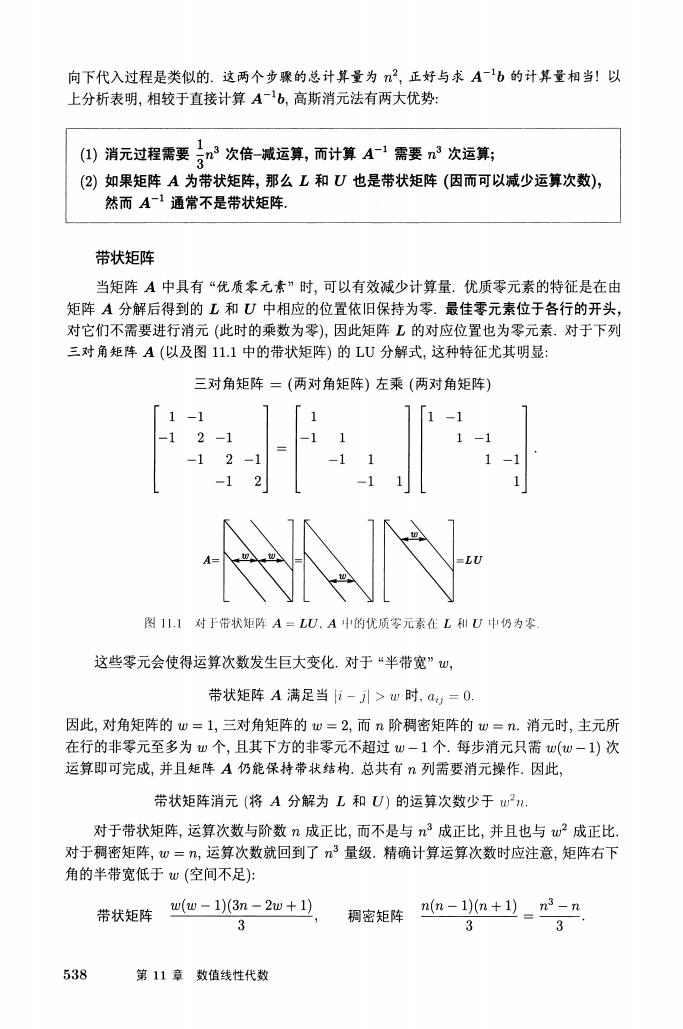 向下代入过程是类似的. 这两个步骤的总计算量为 n², 正好与求 A⁻¹b 的计算量相当! 以
上分析表明, 相较于直接计算 A⁻¹b, 高斯消元法有两大优势:
(1) 消元过程需要 1/3 n³ 次倍–减运算, 而计算 A⁻¹ 需要 n³ 次运算;
(2) 如果矩阵 A 为带状矩阵, 那么 L 和 U 也是带状矩阵 (因而可以减少运算次数),
然而 A⁻¹ 通常不是带状矩阵.
带状矩阵
当矩阵 A 中具有 “优质零元素” 时, 可以有效减少计算量. 优质零元素的特征是在由
矩阵 A 分解后得到的 L 和 U 中相应的位置依旧保持为零. 最佳零元素位于各行的开头,
对它们不需要进行消元 (此时的乘数为零), 因此矩阵 L 的对应位置也为零元素. 对于下列
三对角矩阵 A (以及图 11.1 中的带状矩阵) 的 LU 分解式, 这种特征尤其明显:
三对角矩阵 = (两对角矩阵) 左乘 (两对角矩阵)
[ 1 −1 ] [ 1 ] [ 1 −1 ]
[ −1 2 −1 ] = [ −1 1 ] [ 1 −1 ]
[ −1 2 −1 ] [ −1 1 ] [ 1 −1 ] .
[ −1 2 ] [ −1 1 ] [ 1 ]
A= w w = w w =LU
图 11.1 对于带状矩阵 A = LU, A 中的优质零元素在 L 和 U 中仍为零.
这些零元会使得运算次数发生巨大变化. 对于 “半带宽” w,
带状矩阵 A 满足当 |i − j| > w 时, aᵢⱼ = 0.
因此, 对角矩阵的 w = 1, 三对角矩阵的 w = 2, 而 n 阶稠密矩阵的 w = n. 消元时, 主元所
在行的非零元至多为 w 个, 且其下方的非零元不超过 w − 1 个. 每步消元只需 w(w − 1) 次
运算即可完成, 并且矩阵 A 仍能保持带状结构. 总共有 n 列需要消元操作. 因此,
带状矩阵消元 (将 A 分解为 L 和 U) 的运算次数少于 w²n.
对于带状矩阵, 运算次数与阶数 n 成正比, 而不是与 n³ 成正比, 并且也与 w² 成正比.
对于稠密矩阵, w = n, 运算次数就回到了 n³ 量级. 精确计算运算次数时应注意, 矩阵右下
角的半带宽低于 w (空间不足):
带状矩阵 w(w − 1)(3n − 2w + 1)/3, 稠密矩阵 n(n − 1)(n + 1)/3 = (n³ − n)/3.
538 第 11 章 数值线性代数